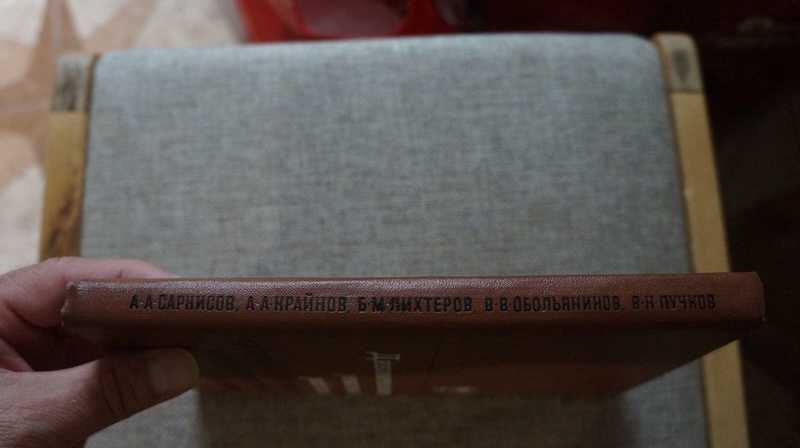 А·А САРКИСОВ, А·А КРАЙНОВ, Б·М·ЛИХТЕРОВ, В·В·ОБОЛЬЯНИНОВ, В·Н·ПУЧКОВ